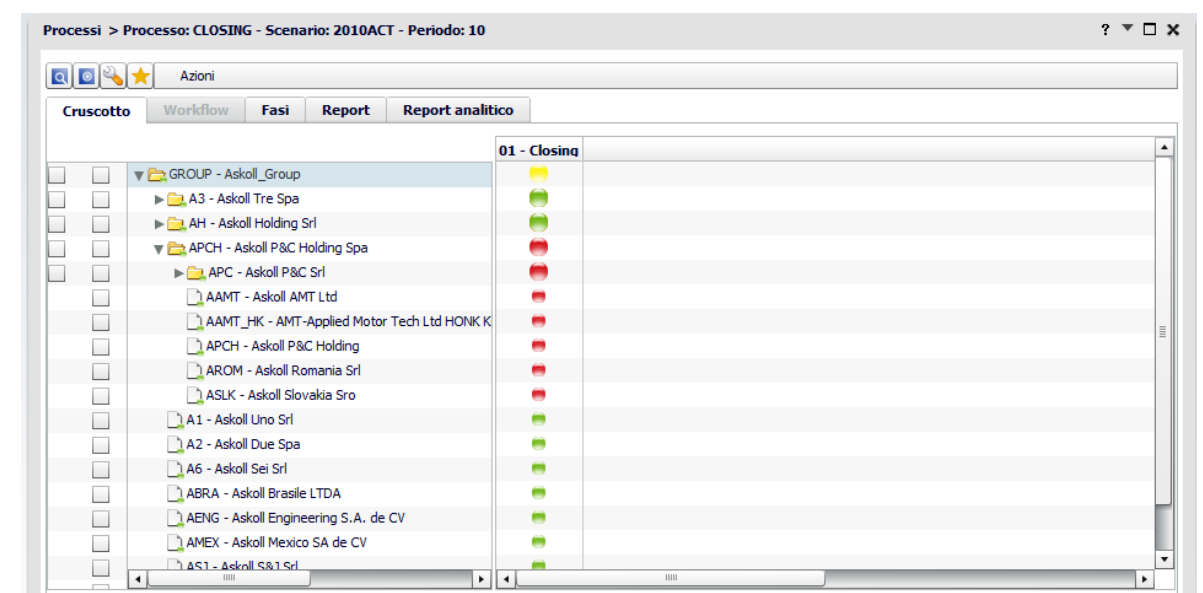 Processi > Processo: CLOSING - Scenario: 2010ACT - Periodo: 10
?
Azioni
Cruscotto Workflow Fasi Report Report analitico
01 - Closing
GROUP - Askoll_Group
A3 - Askoll Tre Spa
AH - Askoll Holding Srl
APCH - Askoll P&C Holding Spa
APC - Askoll P&C Srl
AAMT - Askoll AMT Ltd
AAMT_HK - AMT-Applied Motor Tech Ltd HONK K
APCH - Askoll P&C Holding
AROM - Askoll Romania Srl
ASLK - Askoll Slovakia Sro
A1 - Askoll Uno Srl
A2 - Askoll Due Spa
A6 - Askoll Sei Srl
ABRA - Askoll Brasile LTDA
AENG - Askoll Engineering S.A. de CV
AMEX - Askoll Mexico SA de CV
ASJ - Askoll S&J Srl